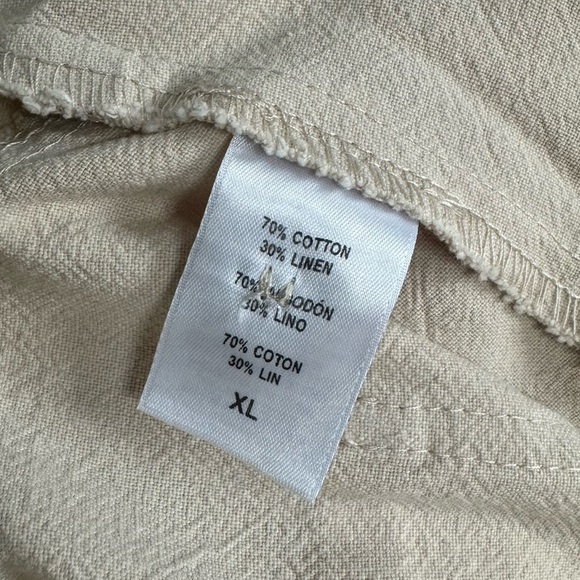 70% COTTON
30% LINEN
70%
30% LINO
70% COTON
30% LIN
XL